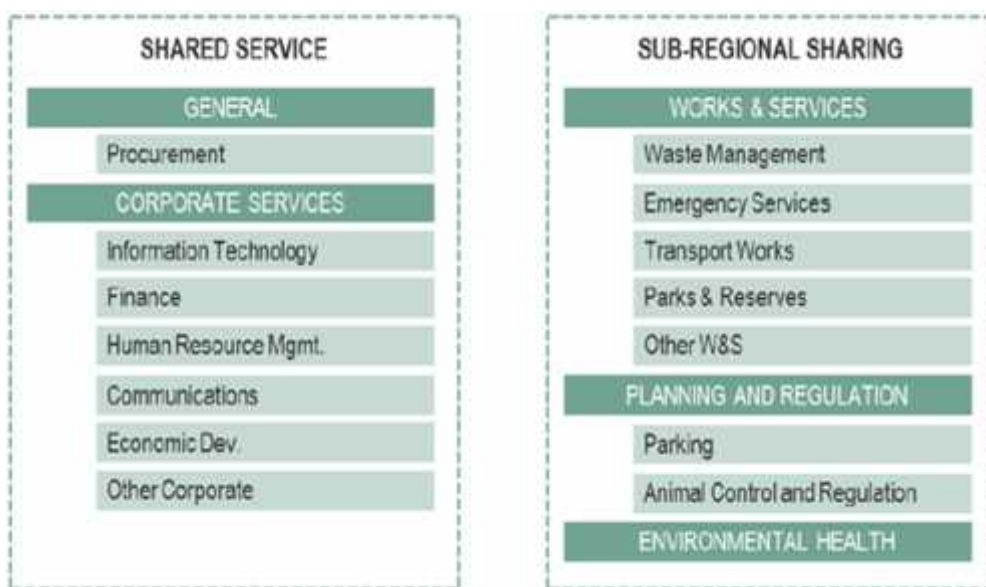 SHARED SERVICE
GENERAL
Procurement
CORPORATE SERVICES
Information Technology
Finance
Human Resource Mgmt.
Communications
Economic Dev.
Other Corporate
SUB-REGIONAL SHARING
WORKS & SERVICES
Waste Management
Emergency Services
Transport Works
Parks & Reserves
Other W&S
PLANNING AND REGULATION
Parking
Animal Control and Regulation
ENVIRONMENTAL HEALTH